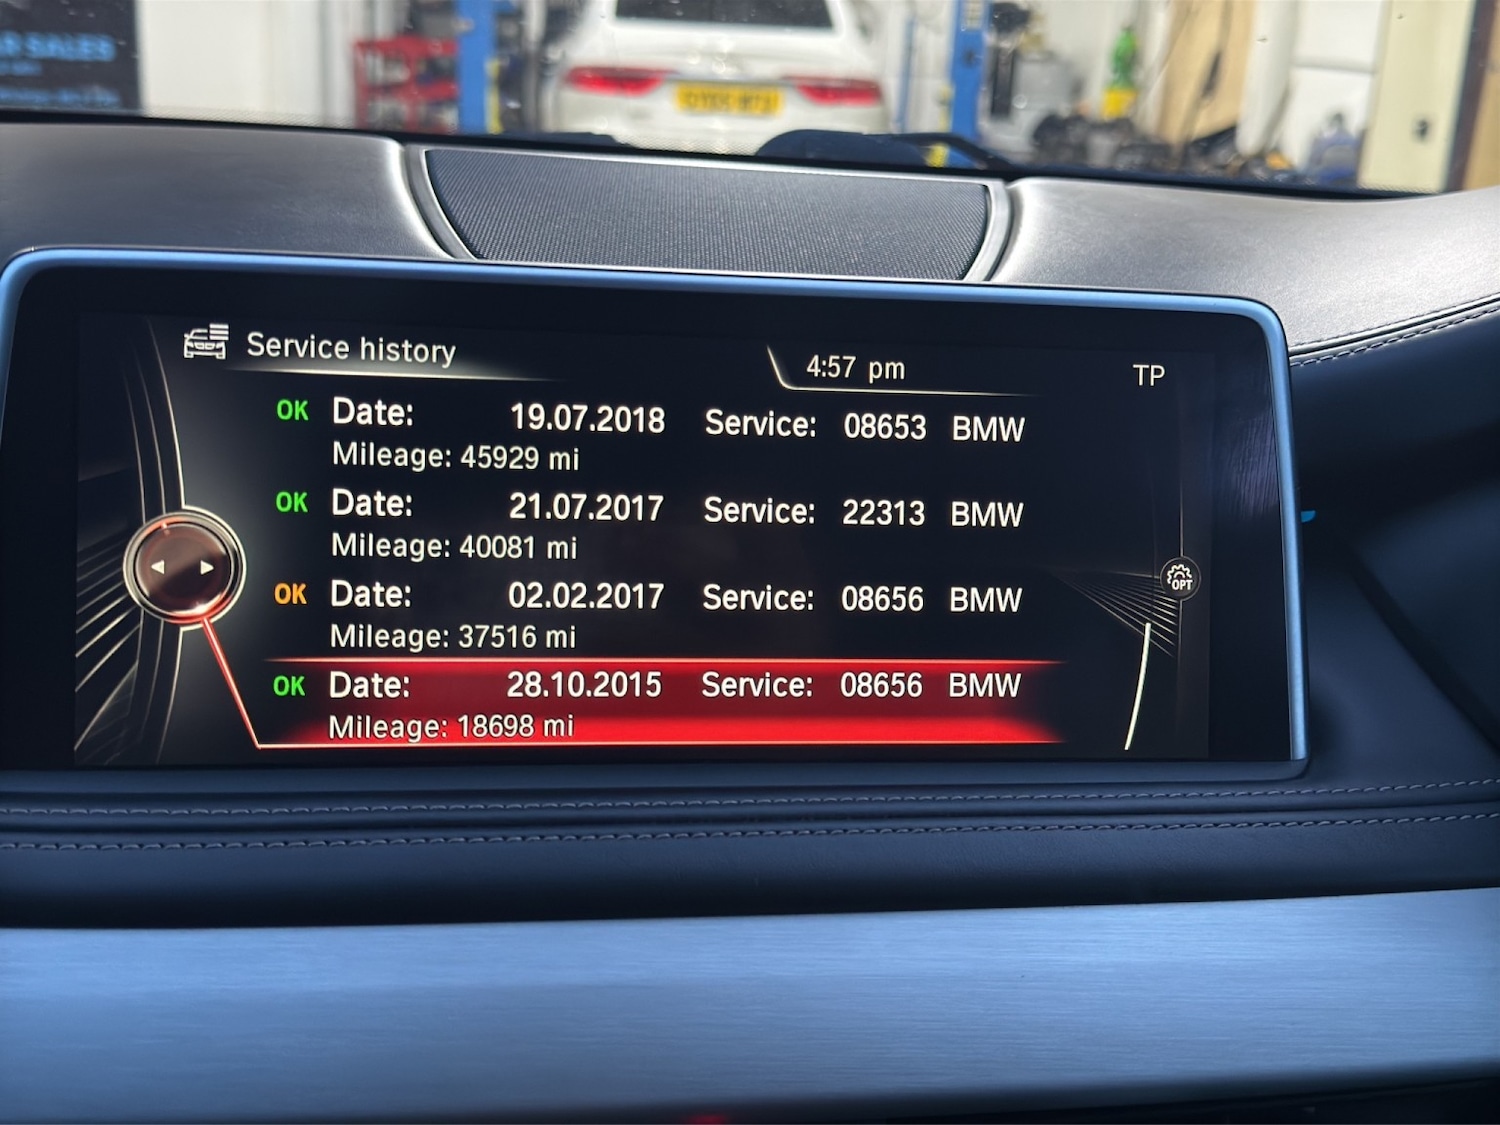 AR SALES
Service history
4:57 pm
TP
OK Date: 19.07.2018 Service: 08653 BMW
Mileage: 45929 mi
OK Date: 21.07.2017 Service: 22313 BMW
Mileage: 40081 mi
OPT
OK Date: 02.02.2017 Service: 08656 BMW
Mileage: 37516 mi
OK Date: 28.10.2015 Service: 08656 BMW
Mileage: 18698 mi